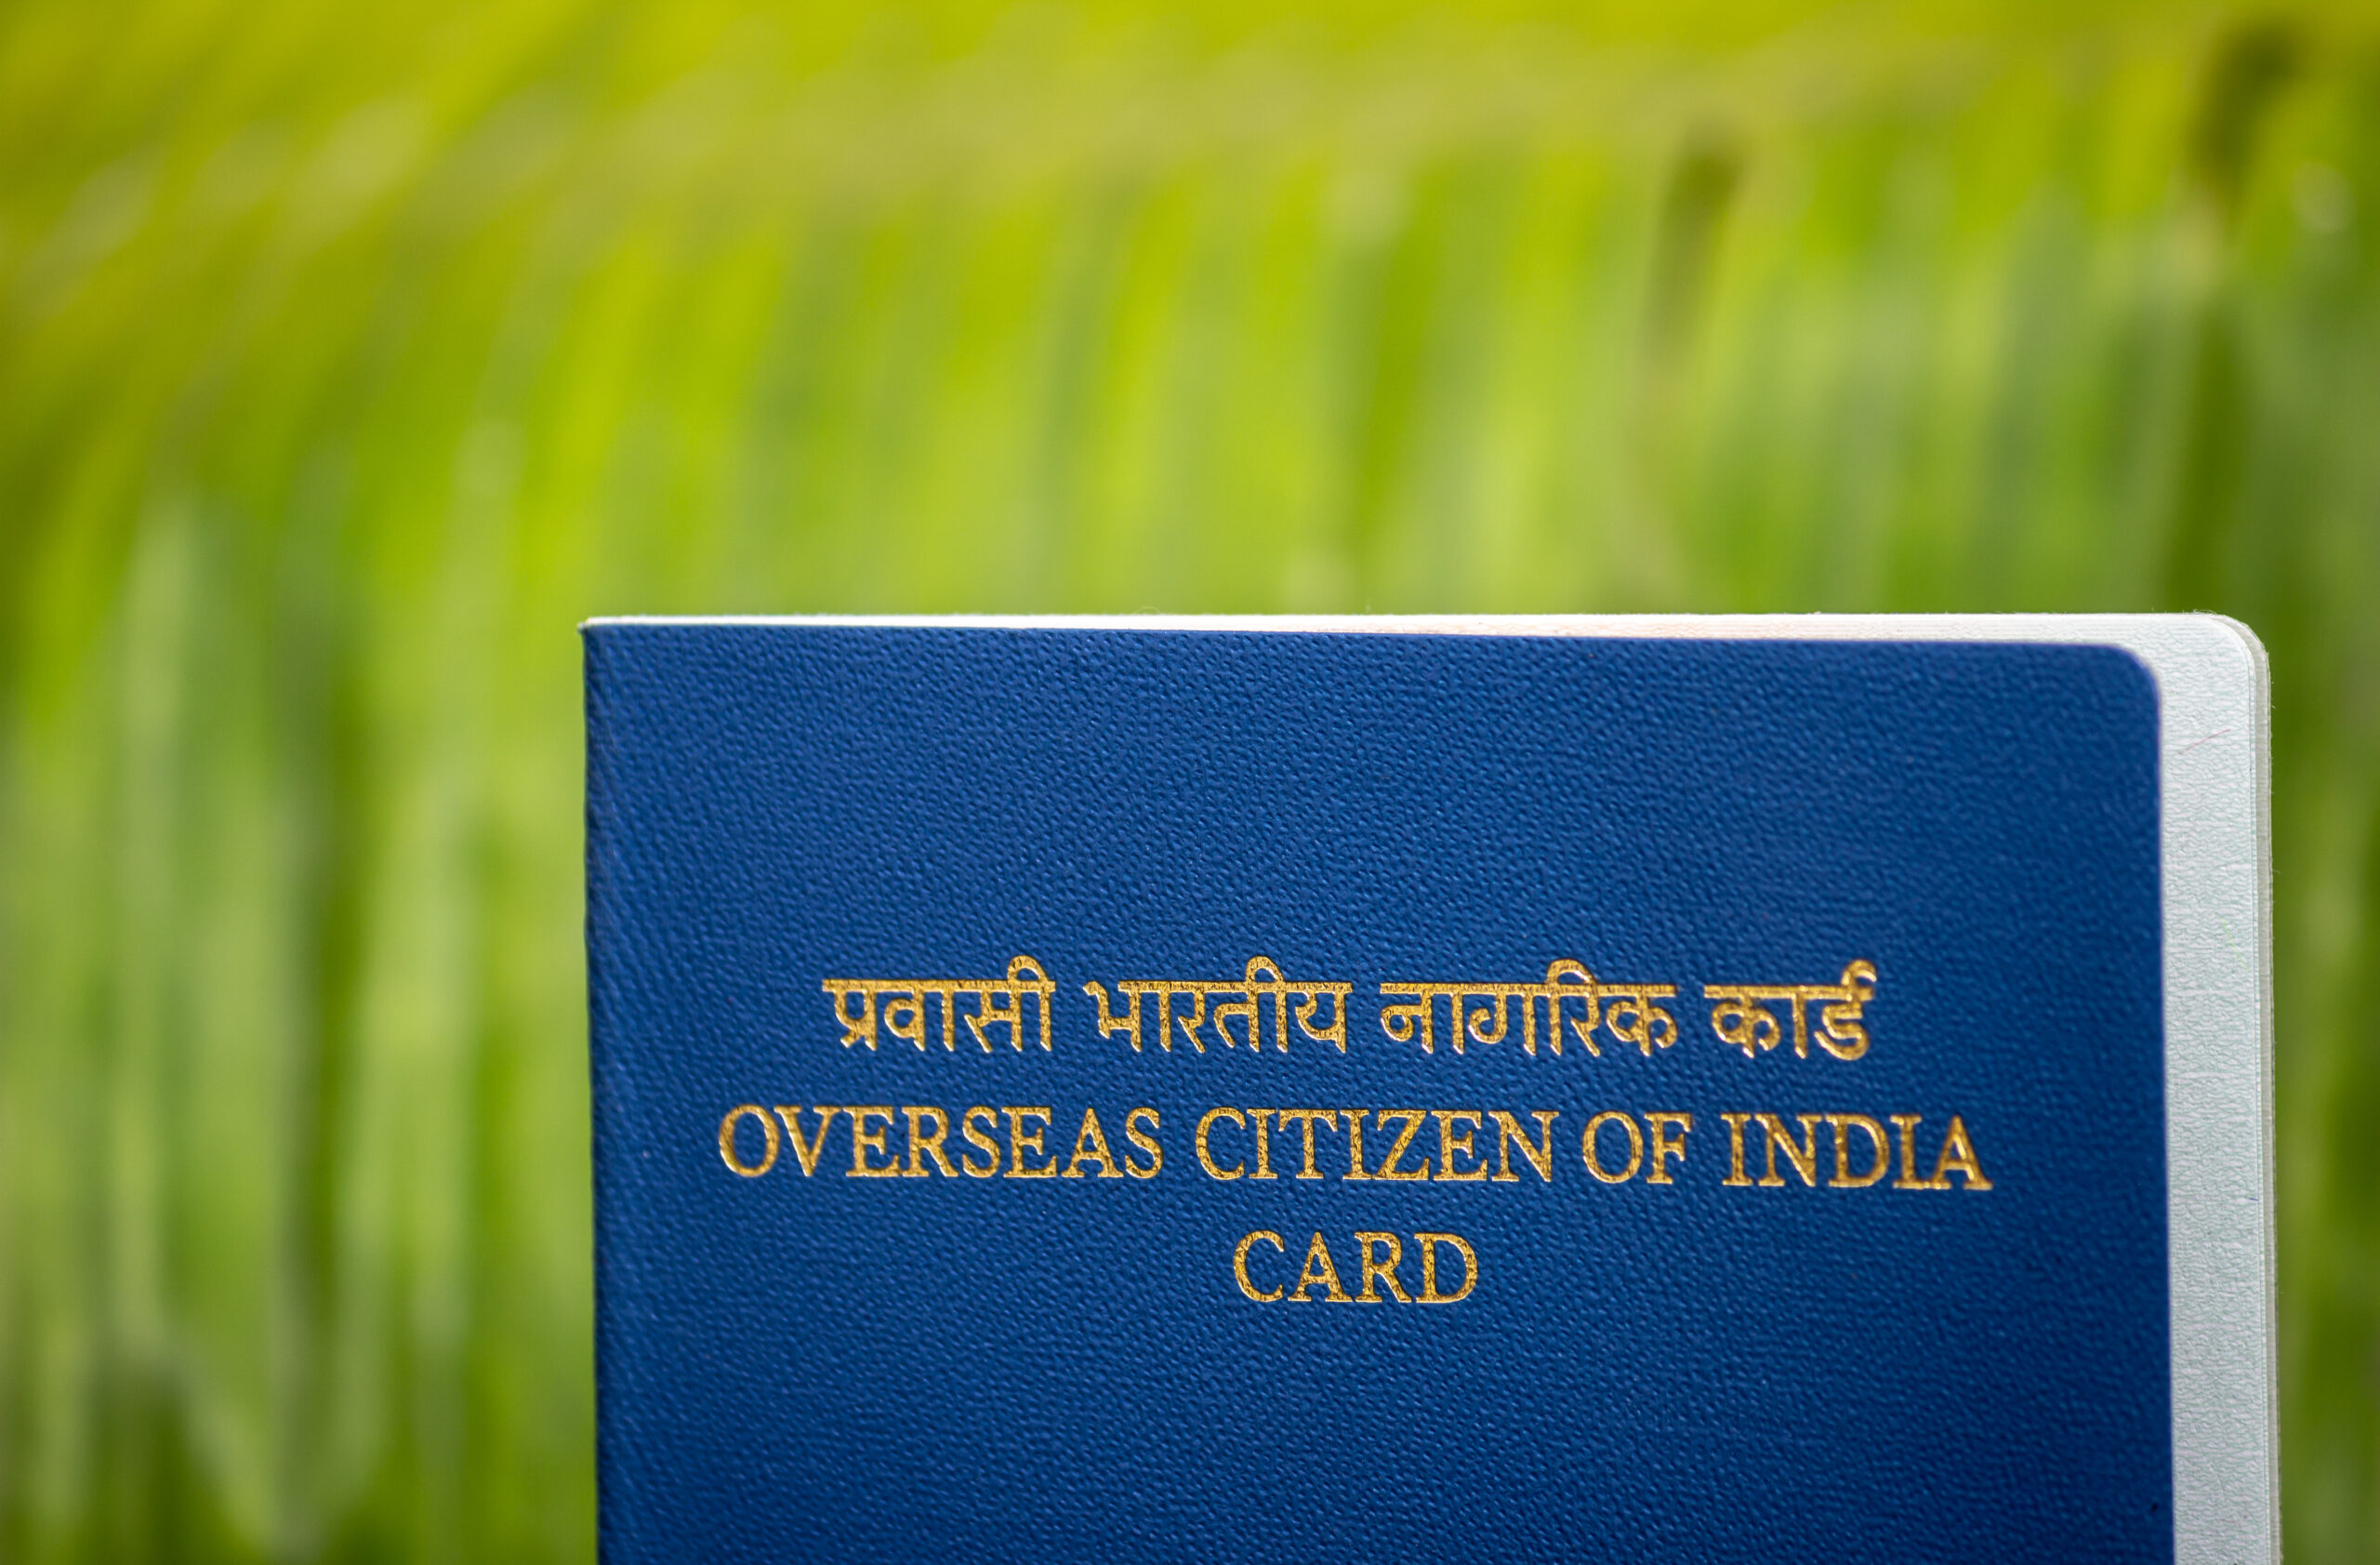 प्रवासी भारतीय नागरिक कार्ड
OVERSEAS CITIZEN OF INDIA
CARD